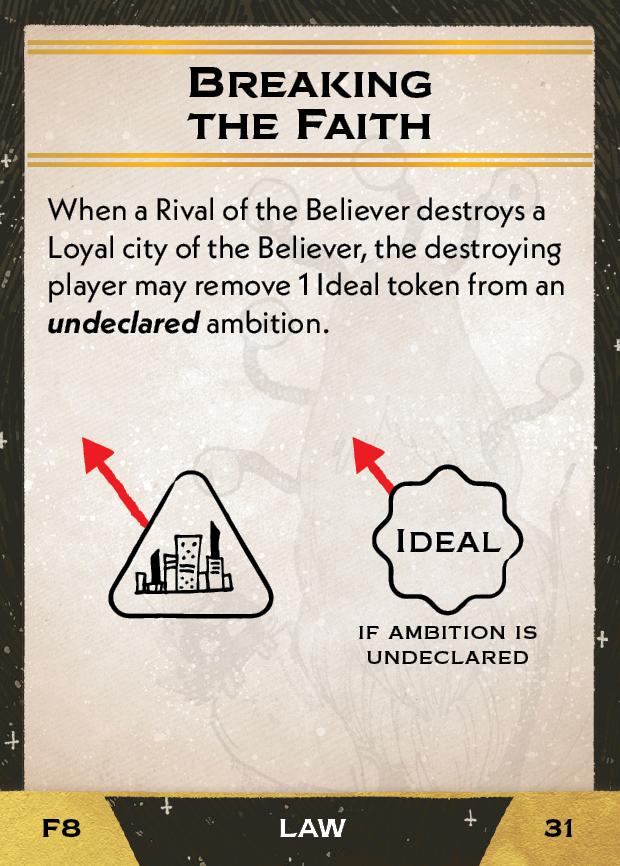 BREAKING
THE FAITH
When a Rival of the Believer destroys a
Loyal city of the Believer, the destroying
player may remove 1 Ideal token from an
undeclared ambition.
IDEAL
IF AMBITION IS
UNDECLARED
F8 LAW 31